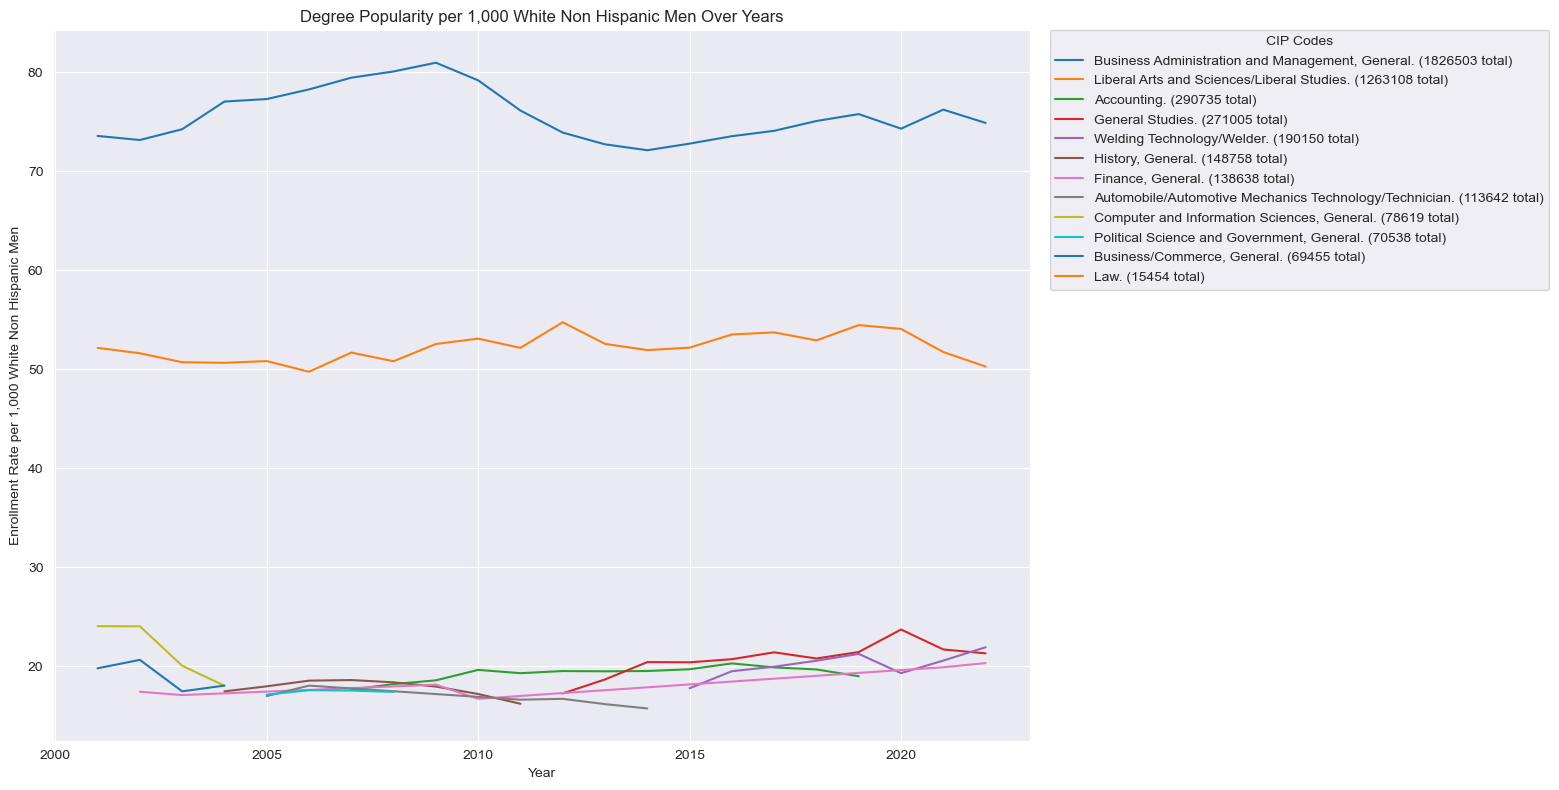 Degree Popularity per 1,000 White Non Hispanic Men Over Years
Enrollment Rate per 1,000 White Non Hispanic Men
80
70
60
50
40
30
20
2000
2005
2010
2015
2020
Year
CIP Codes
Business Administration and Management, General. (1826503 total)
Liberal Arts and Sciences/Liberal Studies. (1263108 total)
Accounting. (290735 total)
General Studies. (271005 total)
Welding Technology/Welder. (190150 total)
History, General. (148758 total)
Finance, General. (138638 total)
Automobile/Automotive Mechanics Technology/Technician. (113642 total)
Computer and Information Sciences, General. (78619 total)
Political Science and Government, General. (70538 total)
Business/Commerce, General. (69455 total)
Law. (15454 total)